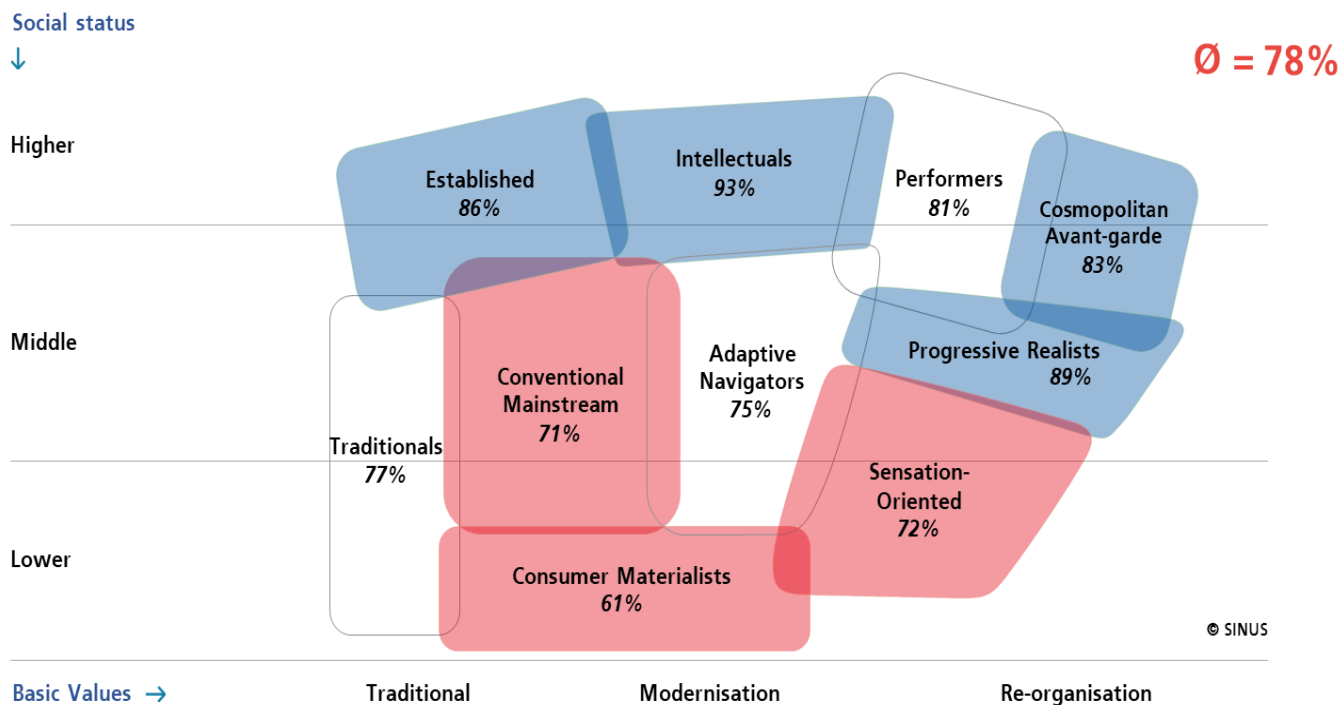 Social status
↓
Ø = 78%
Higher
Established
86%
Intellectuals
93%
Performers
81%
Cosmopolitan
Avant-garde
83%
Middle
Conventional
Mainstream
71%
Adaptive
Navigators
75%
Progressive Realists
89%
Traditionals
77%
Sensation-
Oriented
72%
Lower
Consumer Materialists
61%
© SINUS
Basic Values →
Traditional
Modernisation
Re-organisation